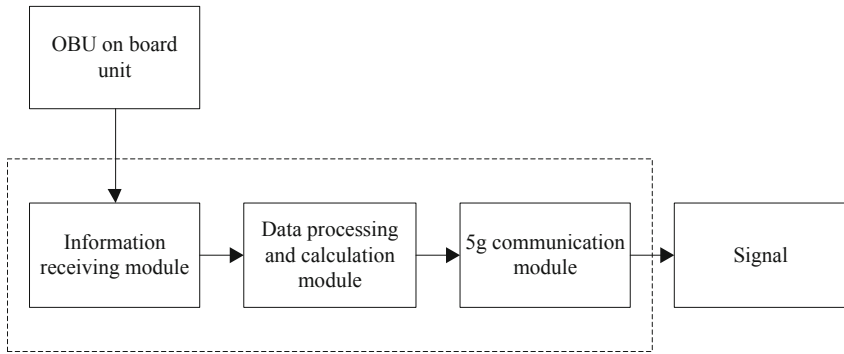 OBU on board
unit
Information
receiving module
Data processing
and calculation
module
5g communication
module
Signal